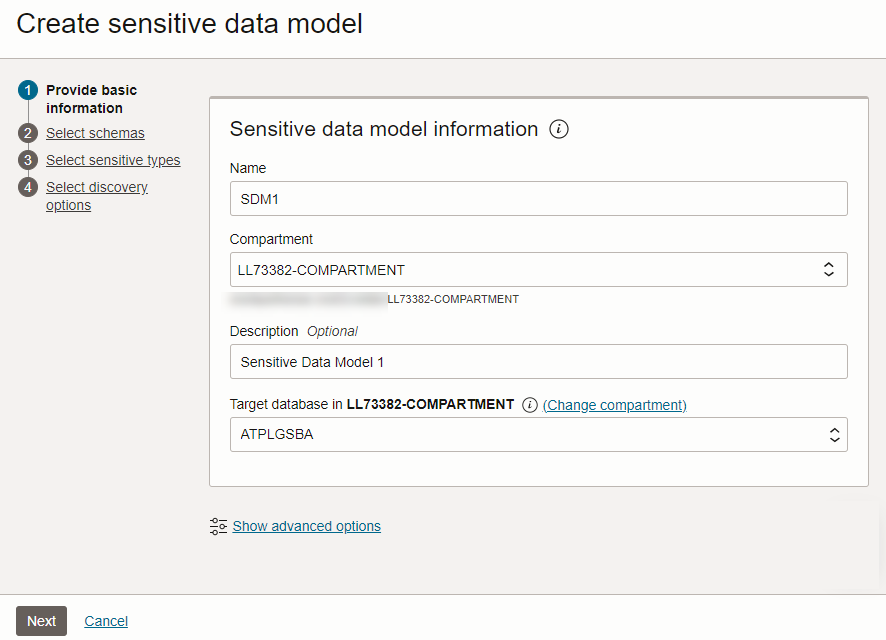 Create sensitive data model
1 Provide basic
information
2 Select schemas
3 Select sensitive types
4 Select discovery
options
Sensitive data model information i
Name
SDM1
Compartment
LL73382-COMPARTMENT
LL73382-COMPARTMENT
Description Optional
Sensitive Data Model 1
Target database in LL73382-COMPARTMENT i (Change compartment)
ATPLGSBA
Show advanced options
Next Cancel